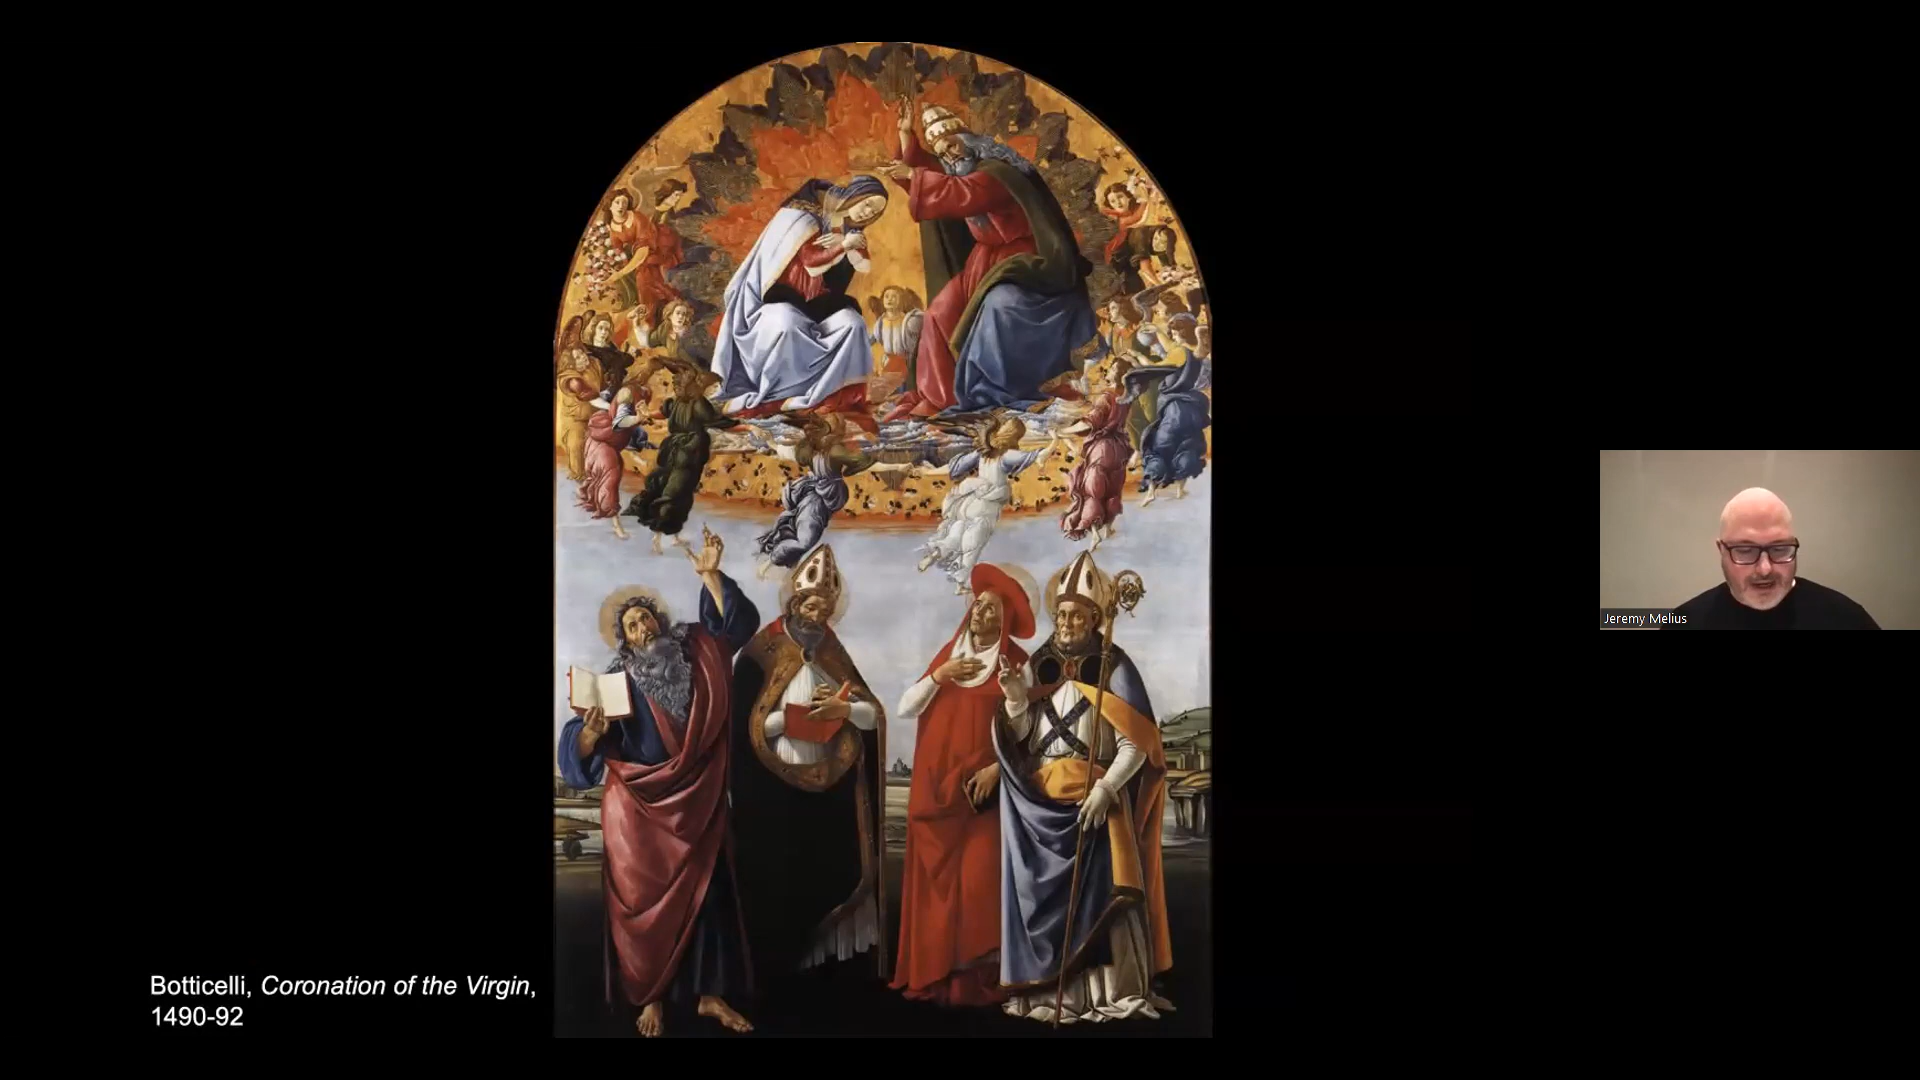 Botticelli, Coronation of the Virgin,
1490-92
Jeremy Melius